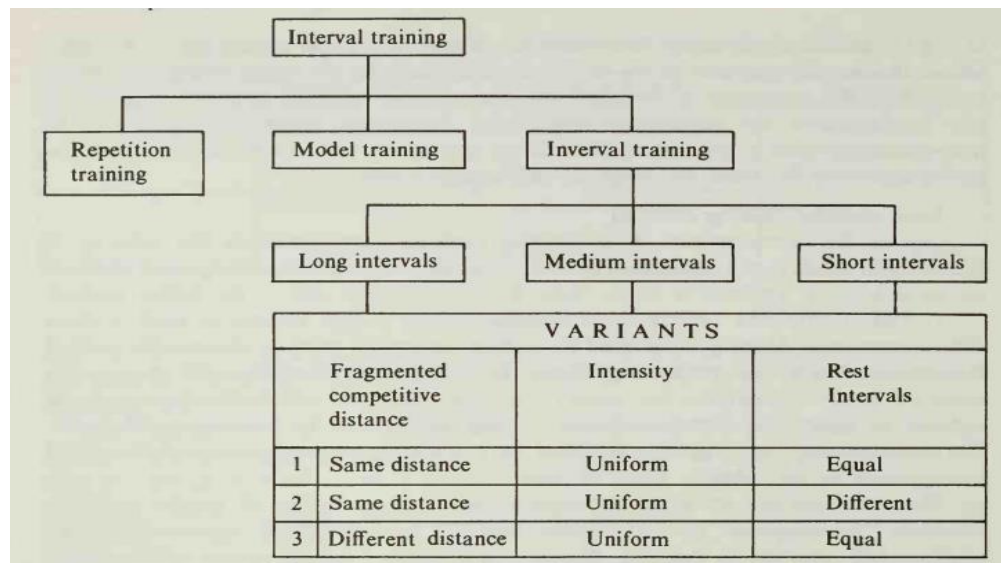 Interval training
Repetition
training
Model training
Inverval training
Long intervals
Medium intervals
Short intervals
VARIANTS
Fragmented
competitive
distance
Intensity
Rest
Intervals
1 Same distance Uniform Equal
2 Same distance Uniform Different
3 Different distance Uniform Equal